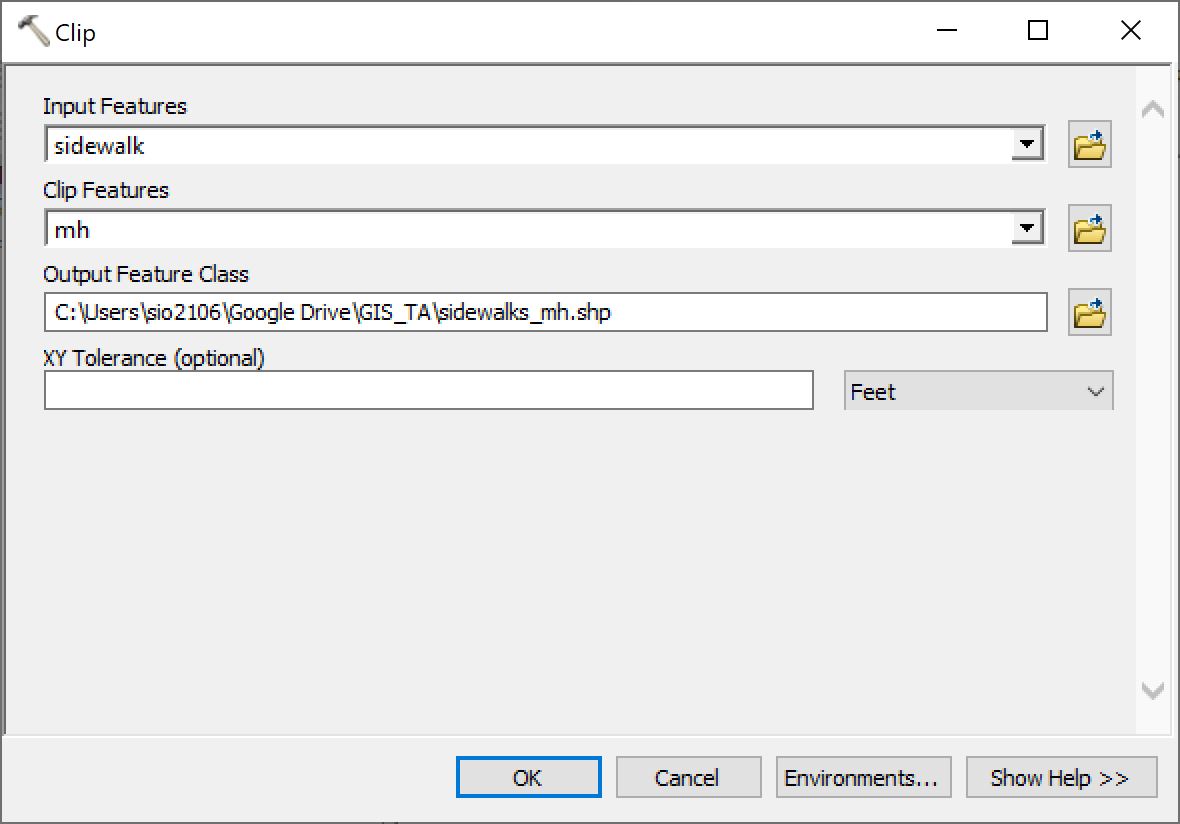 Clip
Input Features
sidewalk
Clip Features
mh
Output Feature Class
C:\Users\sio2106\Google Drive\GIS_TA\sidewalks_mh.shp
XY Tolerance (optional)
Feet
OK Cancel Environments... Show Help >>